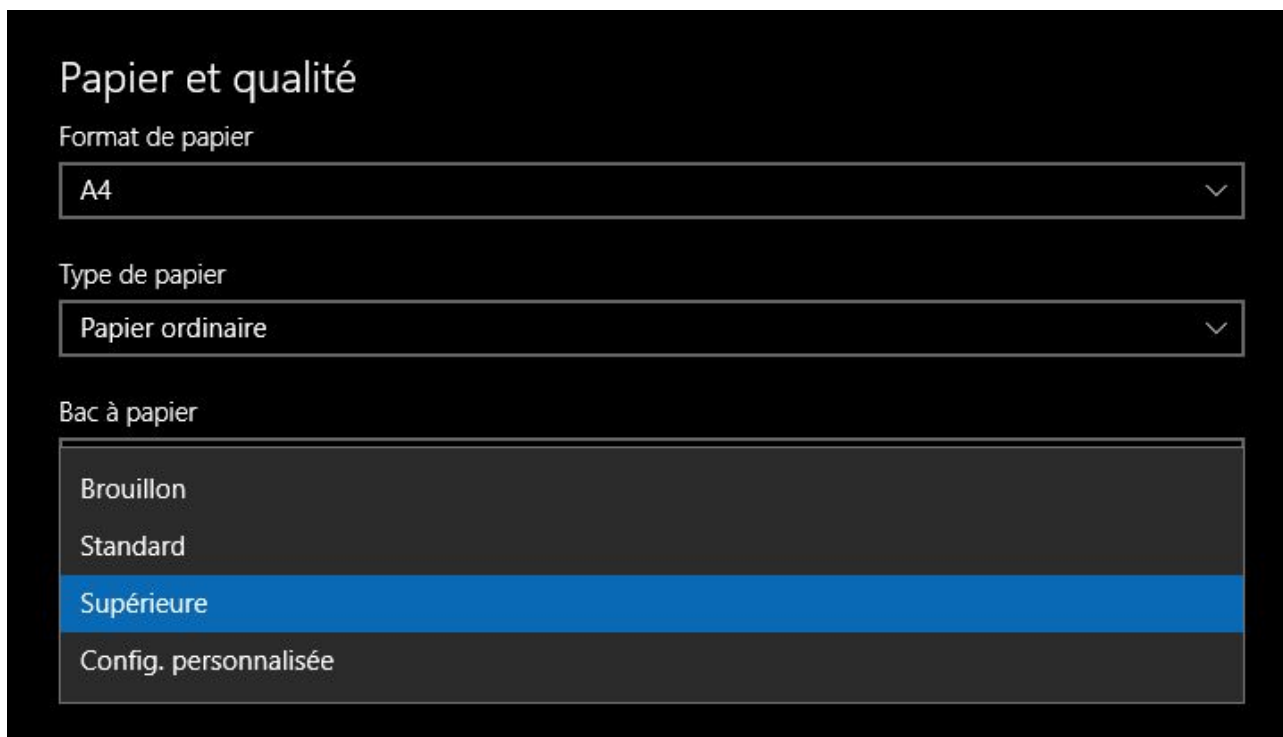 Papier et qualité
Format de papier
A4
Type de papier
Papier ordinaire
Bac à papier
Brouillon
Standard
Supérieure
Config. personnalisée